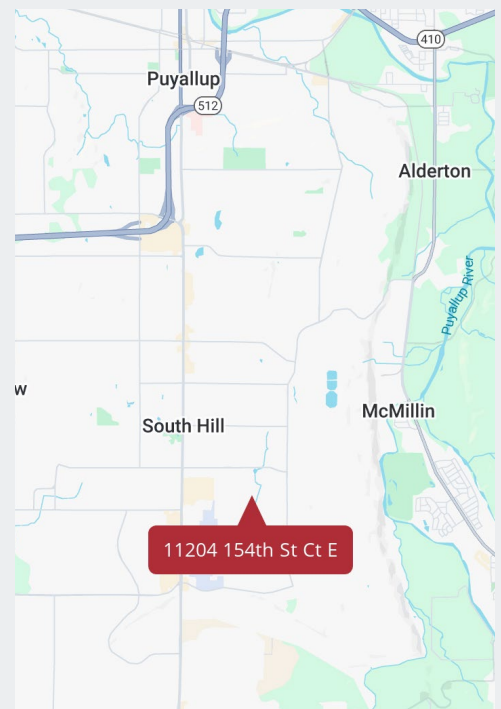 410
Puyallup
512
Alderton
Puyallup River
w
McMillin
South Hill
11204 154th St Ct E